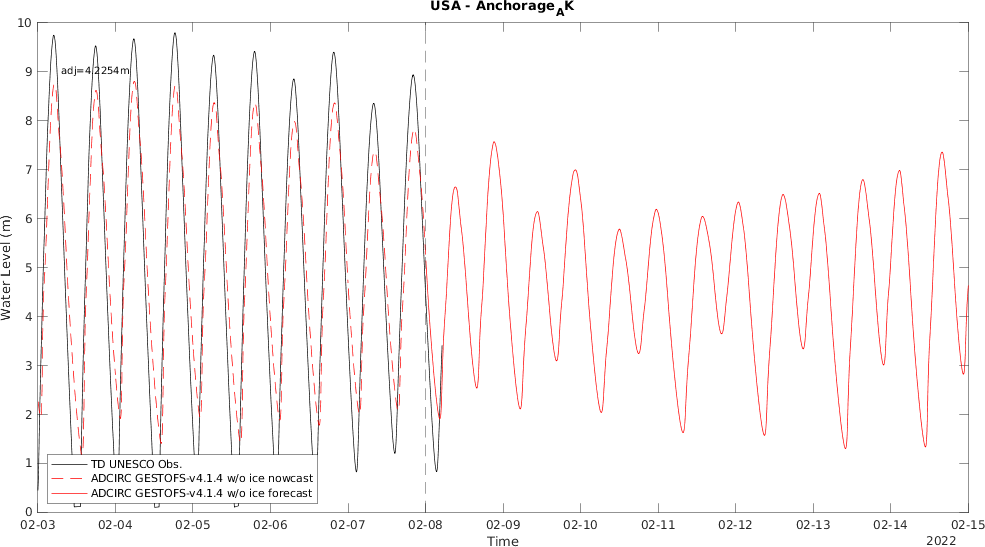 USA - Anchorage_AK
adj=4.2254m
Water Level (m)
10
9
8
7
6
5
4
3
2
1
0
TD UNESCO Obs.
ADCIRC GESTOFS-v4.1.4 w/o ice nowcast
ADCIRC GESTOFS-v4.1.4 w/o ice forecast
02-03 02-04 02-05 02-06 02-07 02-08 02-09 02-10 02-11 02-12 02-13 02-14 02-15
Time
2022